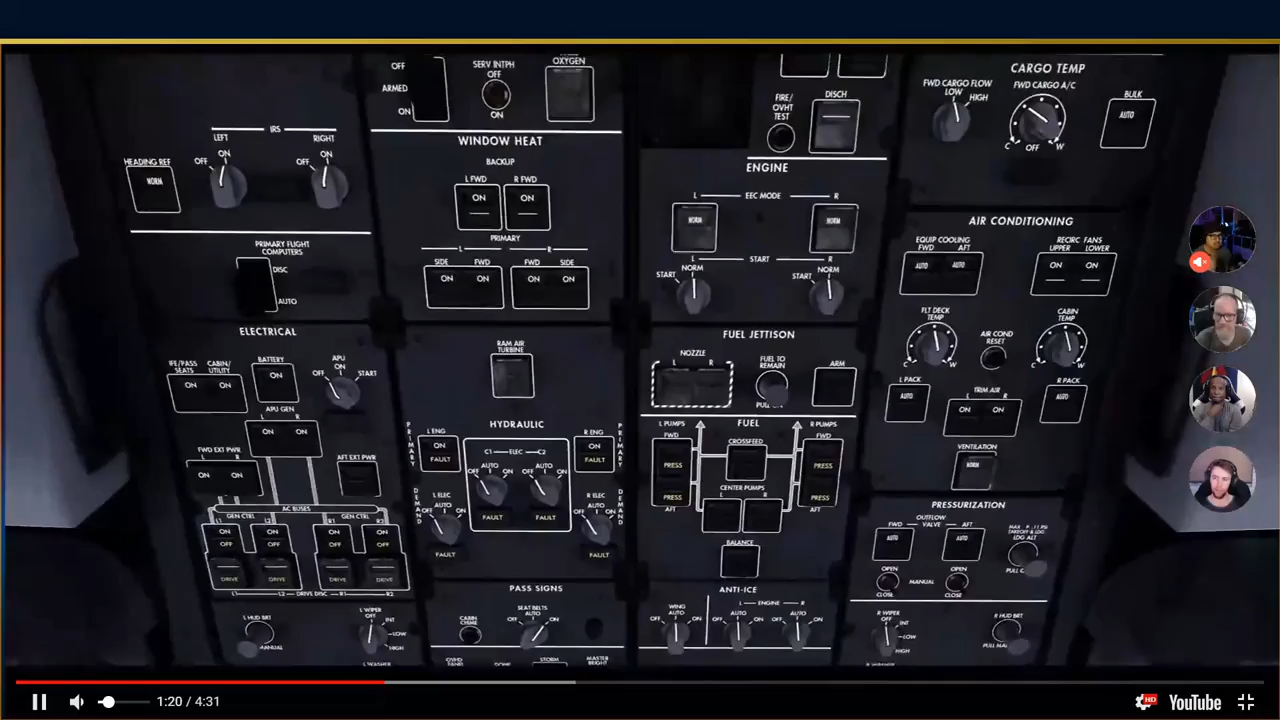 OFF
ARMED
ON
SERV INTPH
OFF
ON
OXYGEN
IRS
LEFT
RIGHT
OFF
ON
OFF
ON
HEADING REF
NORM
PRIMARY FLIGHT
COMPUTERS
DISC
AUTO
WINDOW HEAT
BACKUP
L FWD
R FWD
ON
ON
PRIMARY
L
R
SIDE
FWD
FWD
SIDE
ON
ON
ON
ON
FIRE/
OVHT
TEST
DISCH
ENGINE
L
EEC MODE
R
NORM
NORM
L
START
R
START
NORM
START
NORM
CARGO TEMP
FWD CARGO FLOW
LOW
HIGH
FWD CARGO A/C
C
OFF
W
BULK
AUTO
AIR CONDITIONING
EQUIP COOLING
FWD
AFT
AUTO
AUTO
RECIRC FANS
UPPER
LOWER
ON
ON
FLT DECK
TEMP
C
W
AIR COND
RESET
CABIN
TEMP
C
W
L PACK
AUTO
TRIM AIR
L
R
ON
ON
R PACK
AUTO
VENTILATION
NORM
ELECTRICAL
IFE/PASS
SEATS
CABIN/
UTILITY
ON
ON
BATTERY
ON
APU
OFF
ON
START
APU GEN
L
R
ON
ON
FWD EXT PWR
L
R
ON
ON
AFT EXT PWR
AC BUSES
GEN CTRL
L1
L2
GEN CTRL
R1
R2
ON
OFF
ON
OFF
ON
OFF
ON
OFF
DRIVE
DRIVE
DRIVE
DRIVE
L1
L2
DRIVE DISC
R1
R2
L HUD BRT
MANUAL
L WIPER
OFF
INT
LOW
HIGH
L WASHER
RAM AIR
TURBINE
HYDRAULIC
PRIMARY
L ENG
ON
FAULT
C1
ELEC
C2
AUTO
OFF
ON
AUTO
OFF
ON
FAULT
FAULT
R ENG
ON
FAULT
PRIMARY
DEMAND
L ELEC
AUTO
OFF
ON
FAULT
R ELEC
AUTO
OFF
ON
FAULT
DEMAND
PASS SIGNS
CABIN
CHIME
SEAT BELTS
AUTO
OFF
ON
OVHD
DOME
STORM
MASTER
BRIGHT
FUEL JETTISON
NOZZLE
L
R
FUEL TO
REMAIN
ARM
FUEL
L PUMPS
FWD
PRESS
PRESS
AFT
CROSSFEED
CENTER PUMPS
L
R
R PUMPS
FWD
PRESS
PRESS
AFT
BALANCE
ANTI-ICE
WING
AUTO
OFF
ON
L
ENGINE
R
AUTO
OFF
ON
AUTO
OFF
ON
PRESSURIZATION
OUTFLOW
VALVE
FWD
AFT
AUTO
AUTO
LDG ALT
OPEN
CLOSE
MANUAL
OPEN
CLOSE
R WIPER
OFF
INT
LOW
HIGH
R HUD BRT
1:20 / 4:31
HD
YouTube